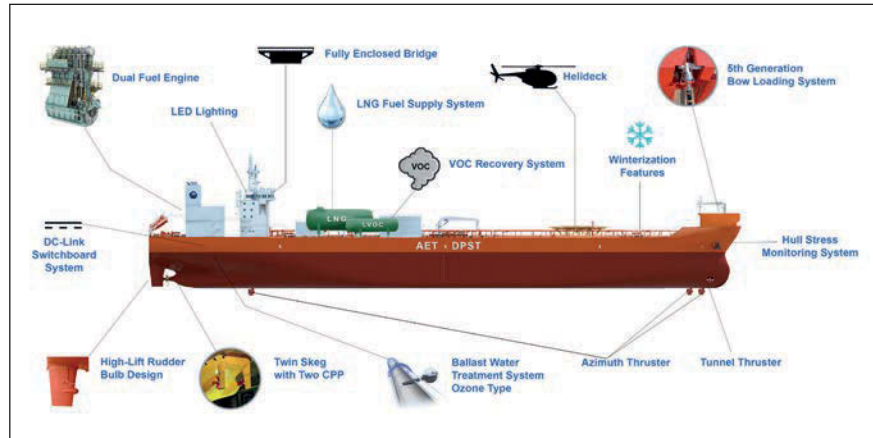 Fully Enclosed Bridge
Dual Fuel Engine
Helideck
5th Generation
Bow Loading System
LED Lighting
LNG Fuel Supply System
VOC
VOC Recovery System
Winterization
Features
LNG
LVOC
DC-Link
Switchboard
System
AET DPST
Hull Stress
Monitoring System
High-Lift Rudder
Bulb Design
Twin Skeg
with Two CPP
Ballast Water
Treatment System
Ozone Type
Azimuth Thruster
Tunnel Thruster